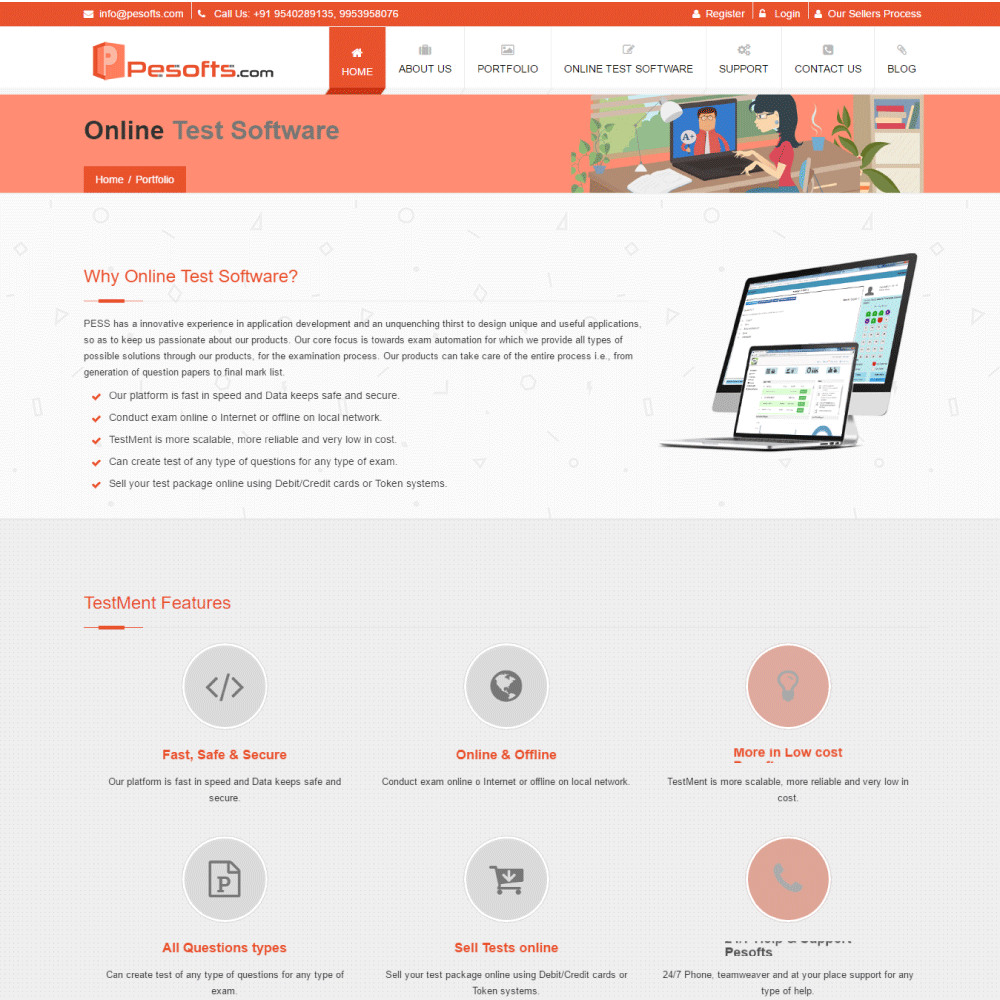 info@pesofts.com
Call Us: +91 9540289135, 9953958076
Register
Login
Our Sellers Process
Pesofts.com
HOME
ABOUT US
PORTFOLIO
ONLINE TEST SOFTWARE
SUPPORT
CONTACT US
BLOG
Online Test Software
A+
Home / Portfolio
Why Online Test Software?
PESS has a innovative experience in application development and an unquenching thirst to design unique and useful applications,
so as to keep us passionate about our products. Our core focus is towards exam automation for which we provide all types of
possible solutions through our products, for the examination process. Our products can take care of the entire process i.e., from
generation of question papers to final mark list.
Our platform is fast in speed and Data keeps safe and secure.
Conduct exam online o Internet or offline on local network.
TestMent is more scalable, more reliable and very low in cost.
Can create test of any type of questions for any type of exam.
Sell your test package online using Debit/Credit cards or Token systems.
TestMent Features
Fast, Safe & Secure
Our platform is fast in speed and Data keeps safe and
secure.
Online & Offline
Conduct exam online o Internet or offline on local network.
More in Low cost
TestMent is more scalable, more reliable and very low in
cost.
P
All Questions types
Can create test of any type of questions for any type of
exam.
Sell Tests online
Sell your test package online using Debit/Credit cards or
Token systems.
Help & Support
Pesofts
24/7 Phone, teamweaver and at your place support for any
type of help.